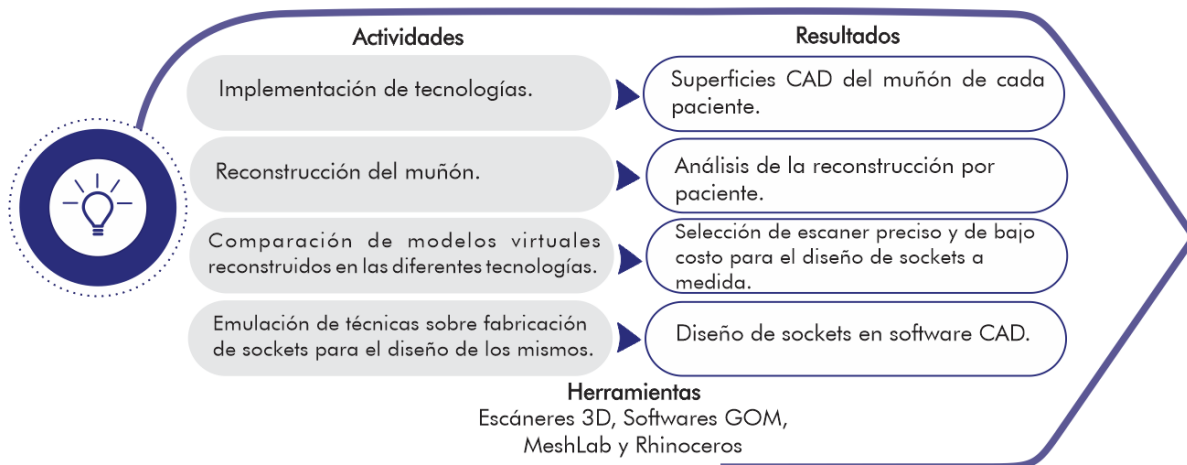 Actividades
Resultados
Implementación de tecnologías.
Superficies CAD del muñón de cada
paciente.
Reconstrucción del muñón.
Análisis de la reconstrucción por
paciente.
Comparación de modelos virtuales
reconstruidos en las diferentes tecnologías.
Selección de escaner preciso y de bajo
costo para el diseño de sockets a
medida.
Emulación de técnicas sobre fabricación
de sockets para el diseño de los mismos.
Diseño de sockets en software CAD.
Herramientas
Escáneres 3D, Softwares GOM,
MeshLab y Rhinoceros